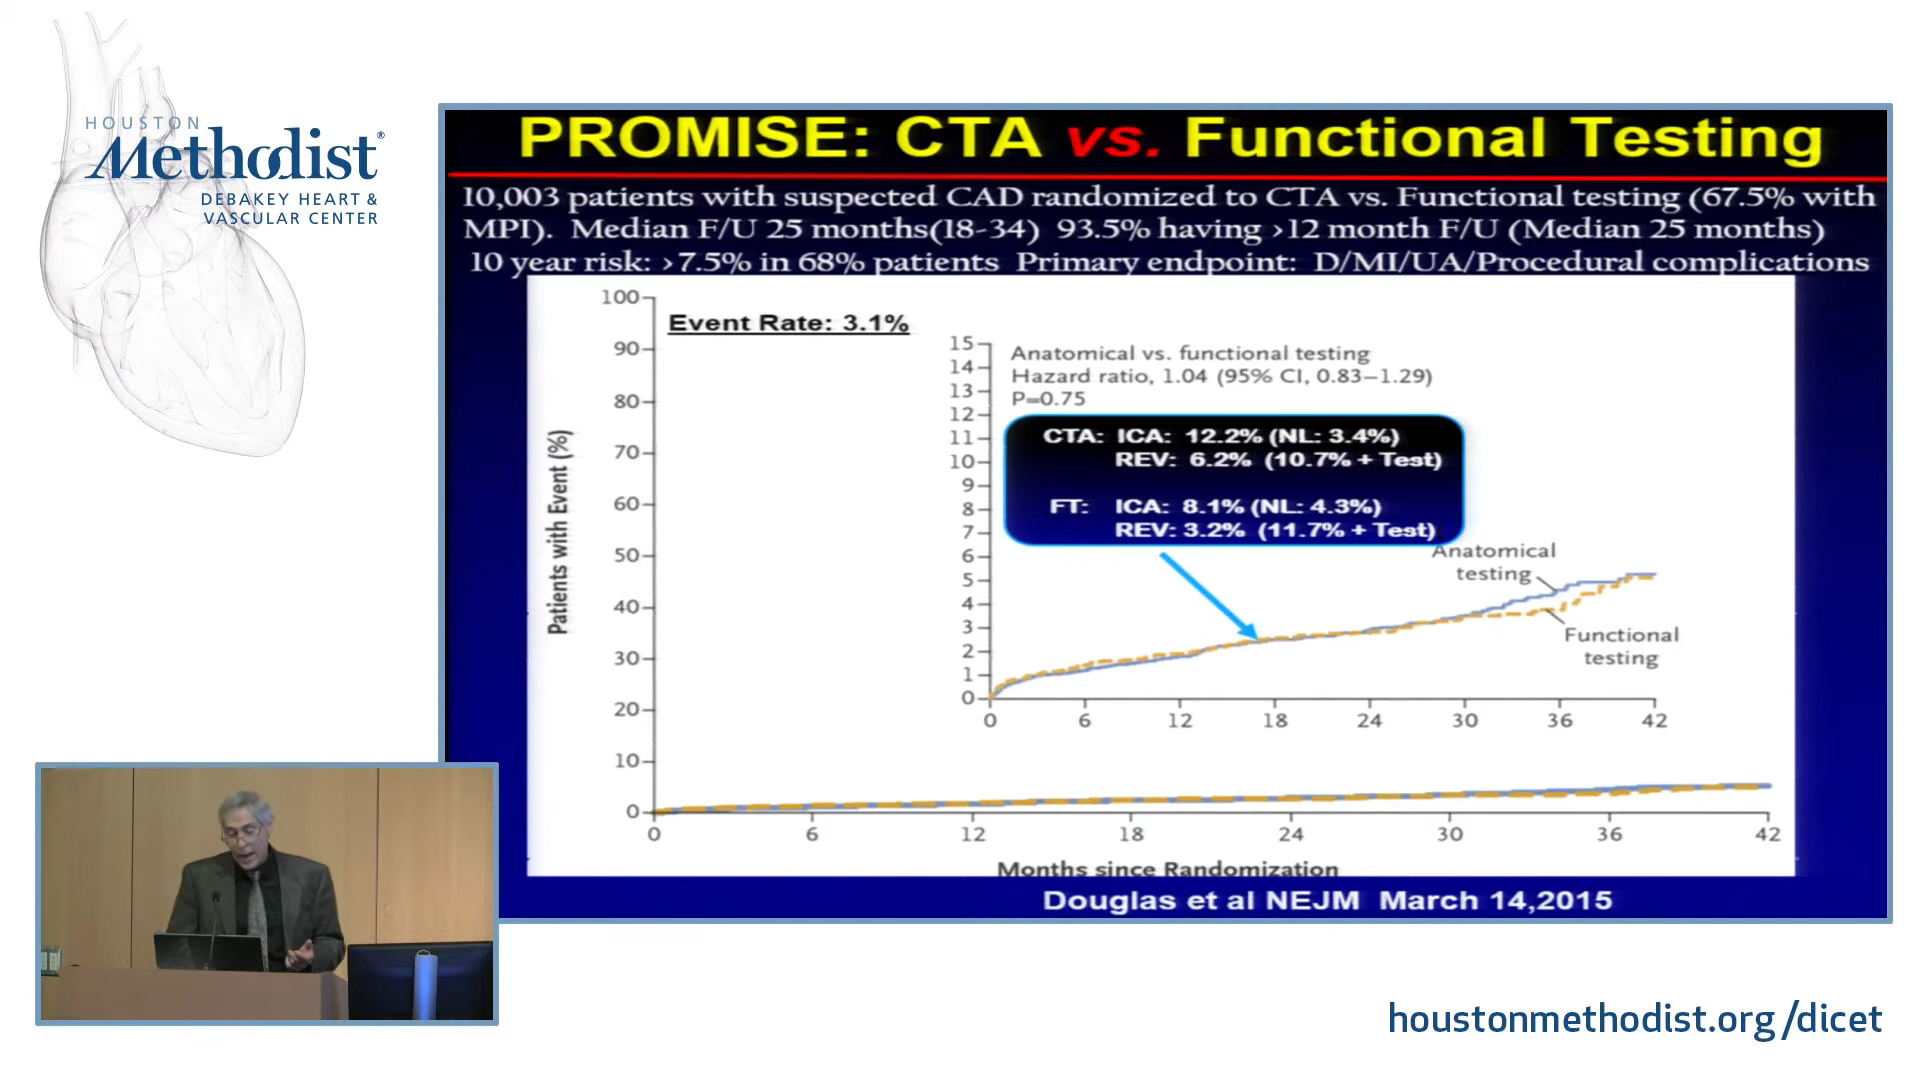 HOUSTON
Methodist®
DEBAKEY HEART &
VASCULAR CENTER
PROMISE: CTA vs. Functional Testing
10,003 patients with suspected CAD randomized to CTA vs. Functional testing (67.5% with
MPI). Median F/U 25 months(18-34) 93.5% having >12 month F/U (Median 25 months)
10 year risk: >7.5% in 68% patients Primary endpoint: D/MI/UA/Procedural complications
Event Rate: 3.1%
Patients with Event (%)
100
90
80
70
60
50
40
30
20
10
0
0 6 12 18 24 30 36 42
Months since Randomization
15
14
13
12
11
10
9
8
7
6
5
4
3
2
1
0
0 6 12 18 24 30 36 42
Anatomical vs. functional testing
Hazard ratio, 1.04 (95% CI, 0.83–1.29)
P=0.75
CTA: ICA: 12.2% (NL: 3.4%)
REV: 6.2% (10.7% + Test)
FT: ICA: 8.1% (NL: 4.3%)
REV: 3.2% (11.7% + Test)
Anatomical
testing
Functional
testing
Douglas et al NEJM March 14,2015
houstonmethodist.org/dicet